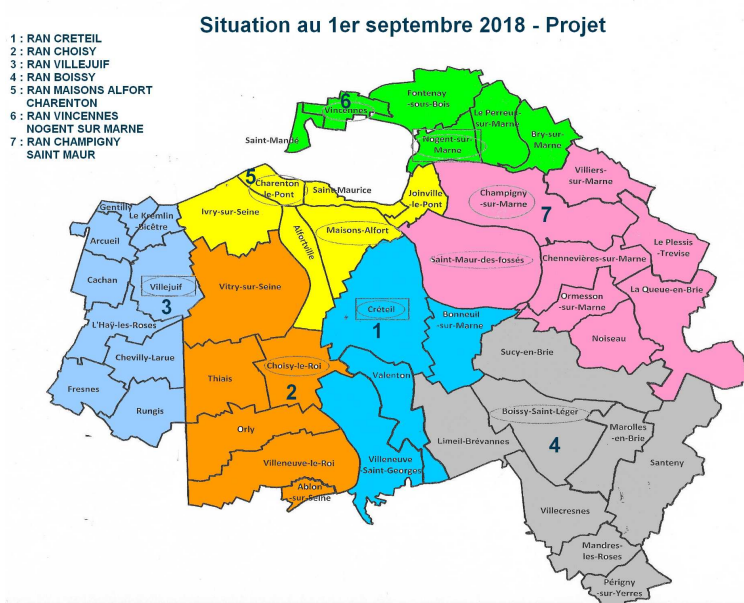 Situation au 1er septembre 2018 - Projet
1 : RAN CRETEIL
2 : RAN CHOISY
3 : RAN VILLEJUIF
4 : RAN BOISSY
5 : RAN MAISONS ALFORT
CHARENTON
6 : RAN VINCENNES
NOGENT SUR MARNE
7 : RAN CHAMPIGNY
SAINT MAUR
6
Vincennes
Saint-Mandé
Fontenay
-sous-Bois
Le Perreux
-sur-Marne
Bry-sur-
Marne
Nogent-sur-
Marne
5
Charenton
-le-Pont
Saint-Maurice
Joinville
-le-Pont
Ivry-sur-Seine
Alfortville
Maisons-Alfort
Champigny
-sur-Marne
7
Villiers-
sur-Marne
Le Plessis
-Trevise
Saint-Maur-des-fossés
Chennevières-sur-Marne
La Queue-en-Brie
Ormesson
-sur-Marne
Noiseau
Gentilly
Le Kremlin
-Bicêtre
Arcueil
Cachan
Villejuif
3
L'Haÿ-les-Roses
Chevilly-Larue
Fresnes
Rungis
Vitry-sur-Seine
Thiais
Choisy-le-Roi
2
Orly
Villeneuve-le-Roi
Ablon
-sur-Seine
Créteil
1
Bonneuil
-sur-Marne
Valenton
Villeneuve
-Saint-Georges
Sucy-en-Brie
Boissy-Saint-Léger
4
Limeil-Brévannes
Marolles
-en-Brie
Santeny
Villecresnes
Mandres-
les-Roses
Périgny
-sur-Yerres